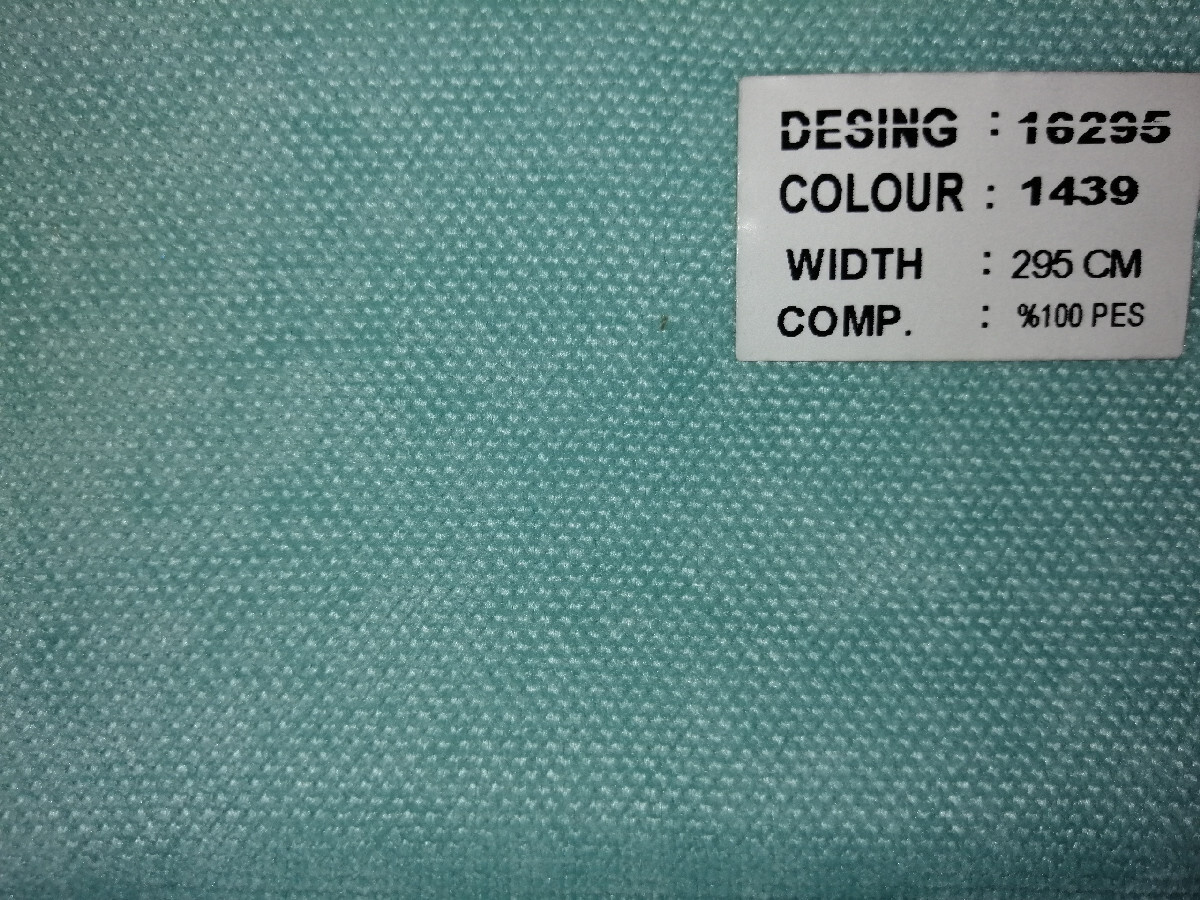 DESING : 16295
COLOUR : 1439
WIDTH : 295 CM
COMP. : %100 PES